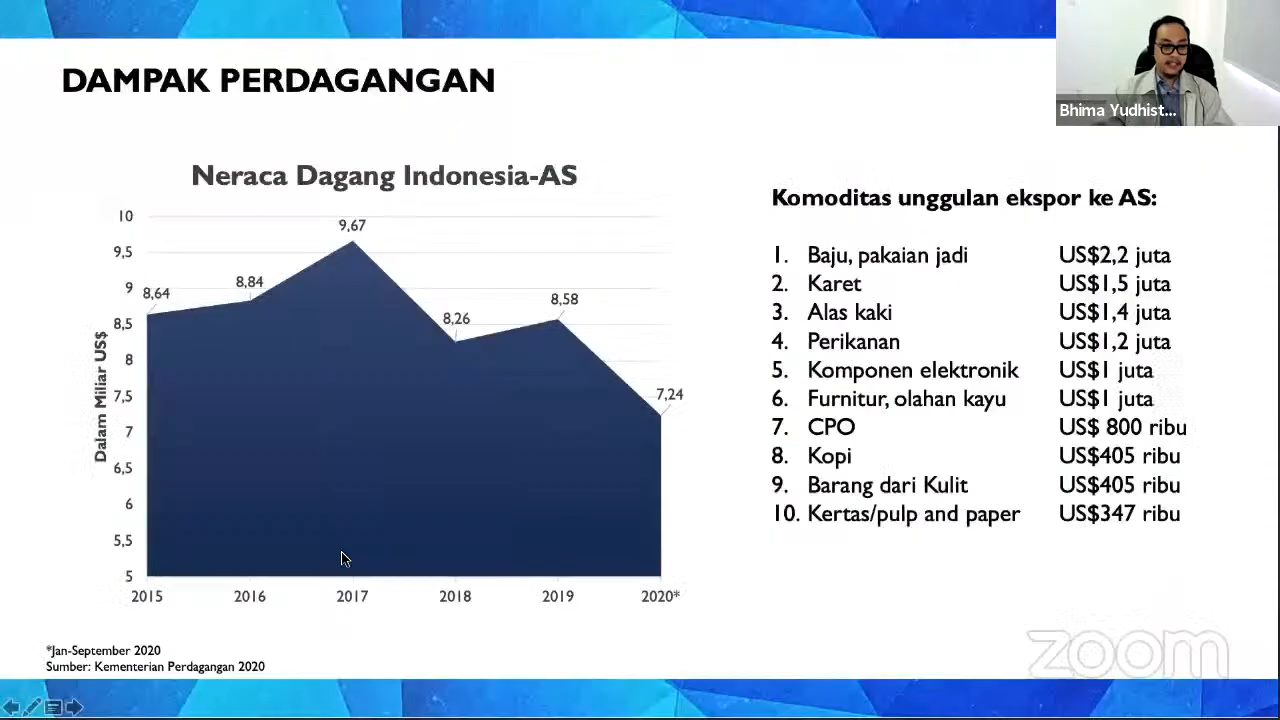 DAMPAK PERDAGANGAN
Bhima Yudhist...
Neraca Dagang Indonesia-AS
Dalam Miliar US$
10
9,5
9
8,5
8
7,5
7
6,5
6
5,5
5
8,64
8,84
9,67
8,26
8,58
7,24
2015
2016
2017
2018
2019
2020*
Komoditas unggulan ekspor ke AS:
1. Baju, pakaian jadi US$2,2 juta
2. Karet US$1,5 juta
3. Alas kaki US$1,4 juta
4. Perikanan US$1,2 juta
5. Komponen elektronik US$1 juta
6. Furnitur, olahan kayu US$1 juta
7. CPO US$ 800 ribu
8. Kopi US$405 ribu
9. Barang dari Kulit US$405 ribu
10. Kertas/pulp and paper US$347 ribu
*Jan-September 2020
Sumber: Kementerian Perdagangan 2020
zoom